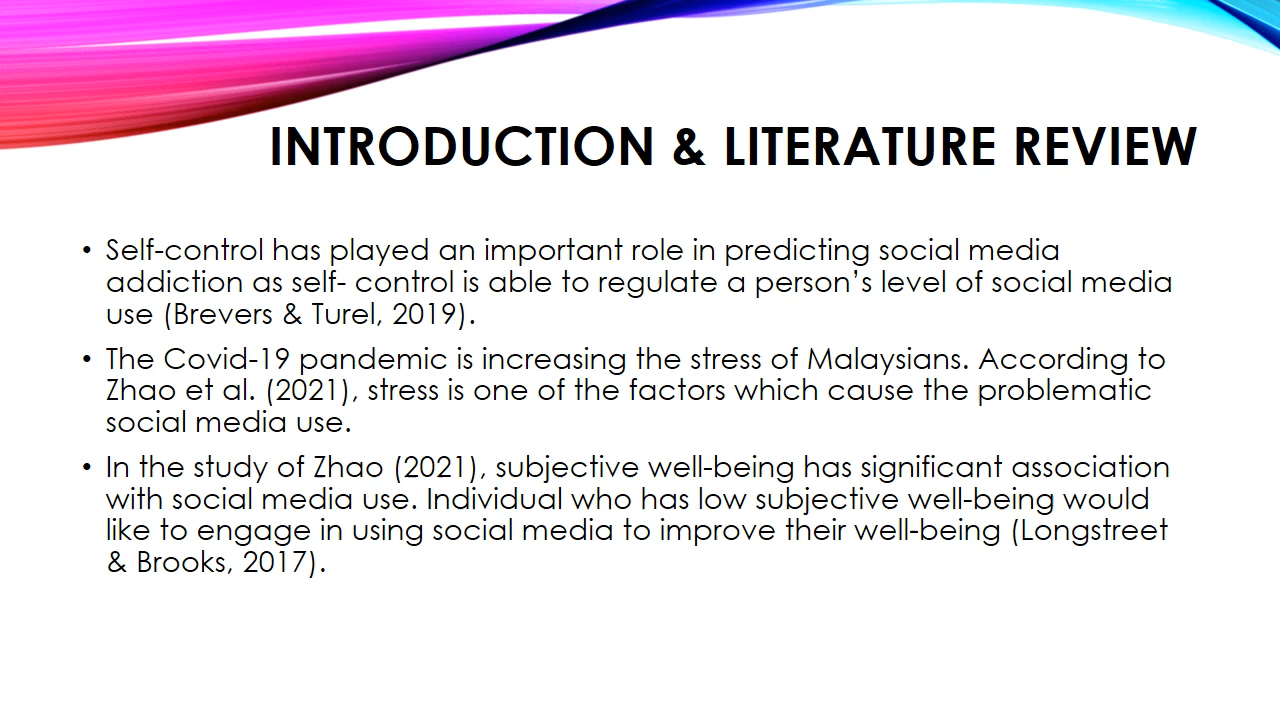 INTRODUCTION & LITERATURE REVIEW
• Self-control has played an important role in predicting social media
addiction as self- control is able to regulate a person’s level of social media
use (Brevers & Turel, 2019).
• The Covid-19 pandemic is increasing the stress of Malaysians. According to
Zhao et al. (2021), stress is one of the factors which cause the problematic
social media use.
• In the study of Zhao (2021), subjective well-being has significant association
with social media use. Individual who has low subjective well-being would
like to engage in using social media to improve their well-being (Longstreet
& Brooks, 2017).